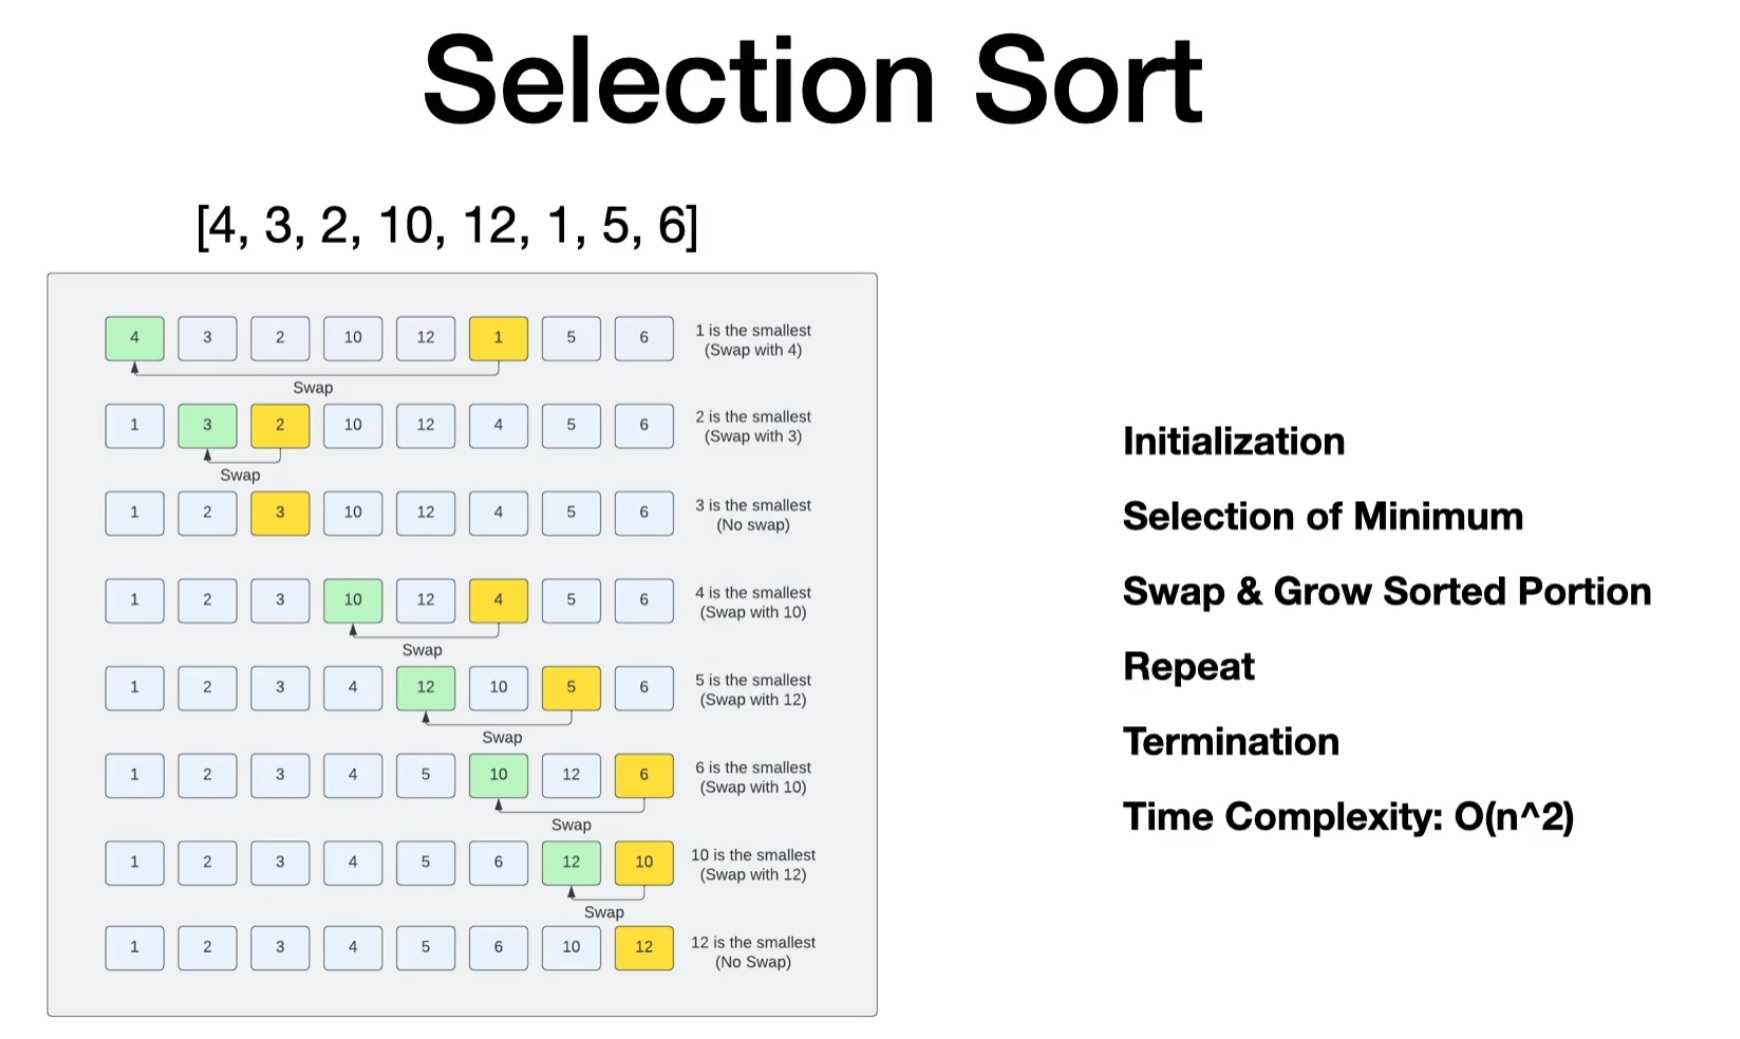 Selection Sort
[4, 3, 2, 10, 12, 1, 5, 6]
4 3 2 10 12 1 5 6 1 is the smallest
(Swap with 4)
Swap
1 3 2 10 12 4 5 6 2 is the smallest
(Swap with 3)
Swap
1 2 3 10 12 4 5 6 3 is the smallest
(No swap)
1 2 3 10 12 4 5 6 4 is the smallest
(Swap with 10)
Swap
1 2 3 4 12 10 5 6 5 is the smallest
(Swap with 12)
Swap
1 2 3 4 5 10 12 6 6 is the smallest
(Swap with 10)
Swap
1 2 3 4 5 6 12 10 10 is the smallest
(Swap with 12)
Swap
1 2 3 4 5 6 10 12 12 is the smallest
(No Swap)
Initialization
Selection of Minimum
Swap & Grow Sorted Portion
Repeat
Termination
Time Complexity: O(n^2)